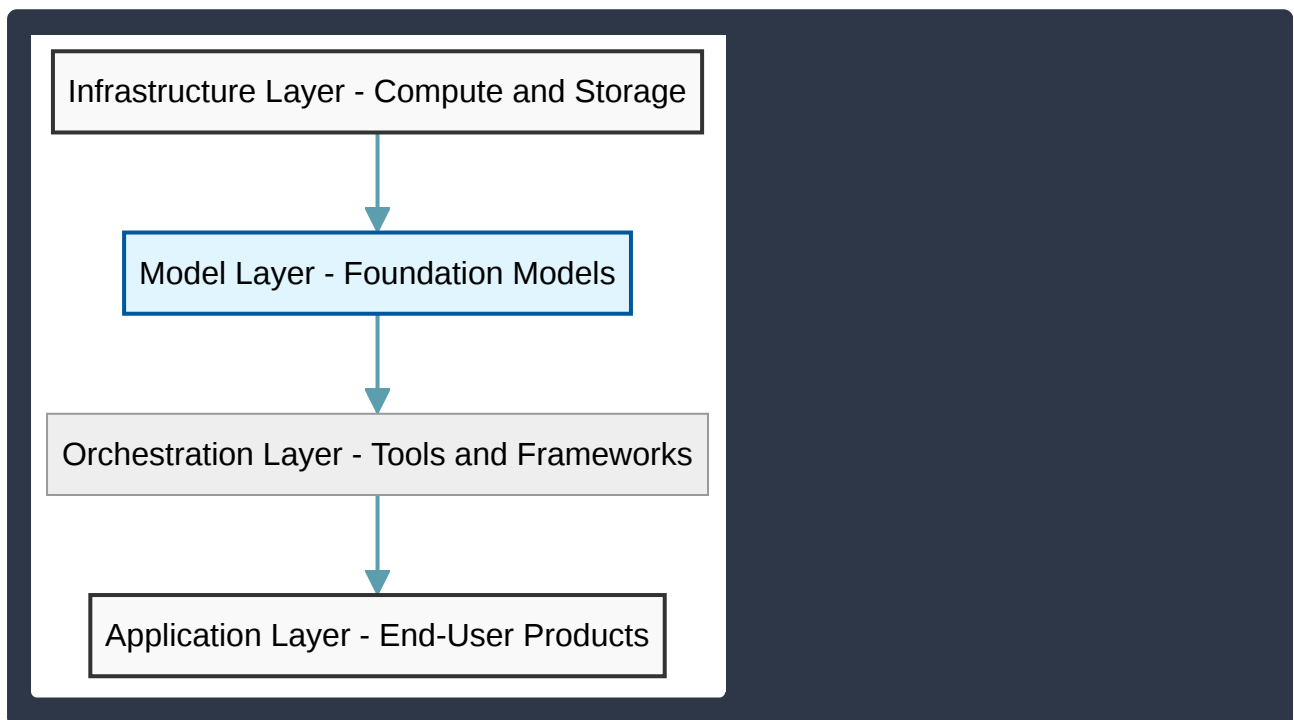 Infrastructure Layer - Compute and Storage
Model Layer - Foundation Models
Orchestration Layer - Tools and Frameworks
Application Layer - End-User Products